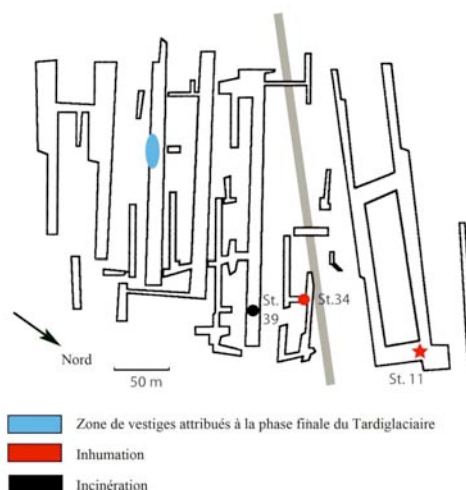 St.
39
St.34
Nord
50 m
St. 11
Zone de vestiges attribués à la phase finale du Tardiglaciaire
Inhumation
Incinération